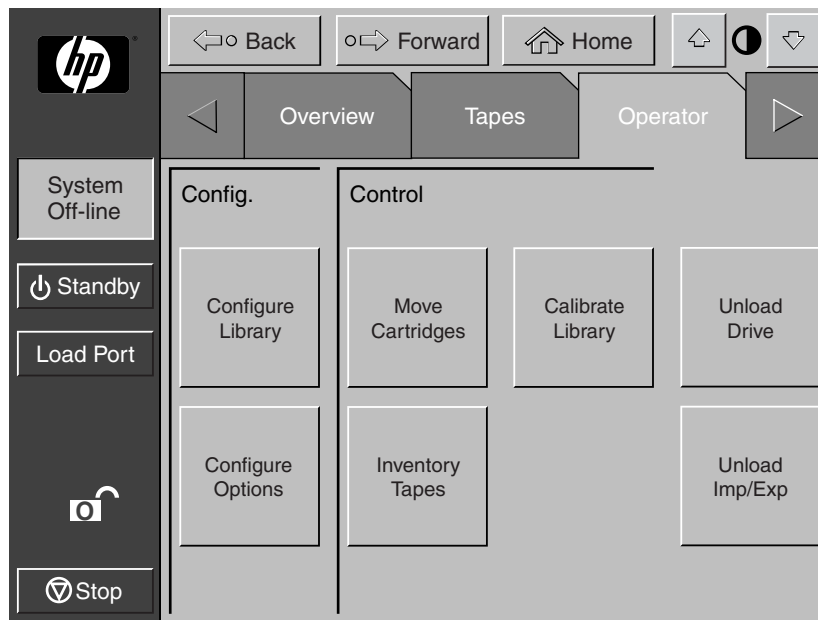 hp
Back
Forward
Home
Overview
Tapes
Operator
System
Off-line
Standby
Load Port
O
Stop
Config.
Configure
Library
Configure
Options
Control
Move
Cartridges
Calibrate
Library
Unload
Drive
Inventory
Tapes
Unload
Imp/Exp